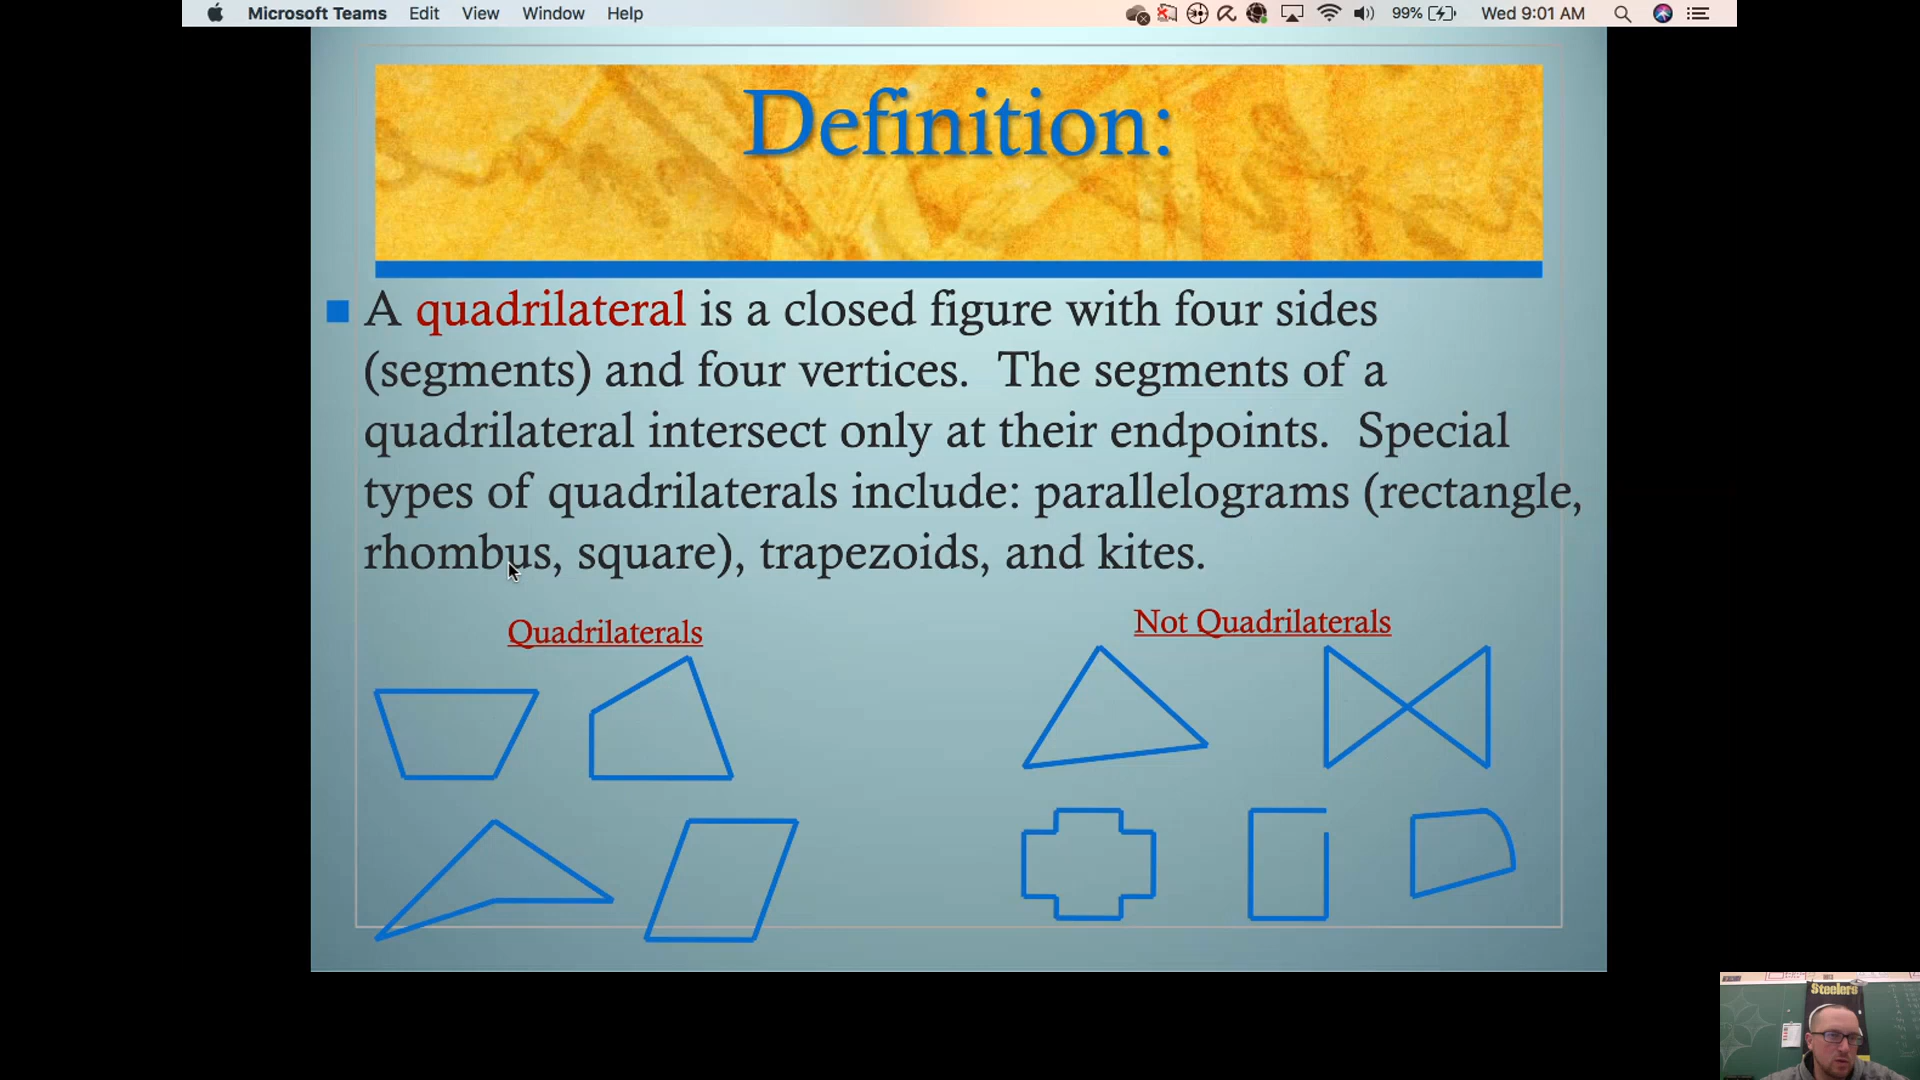 Microsoft Teams Edit View Window Help 99% Wed 9:01 AM
Definition:
A quadrilateral is a closed figure with four sides
(segments) and four vertices. The segments of a
quadrilateral intersect only at their endpoints. Special
types of quadrilaterals include: parallelograms (rectangle,
rhombus, square), trapezoids, and kites.
Quadrilaterals
Not Quadrilaterals
Steelers